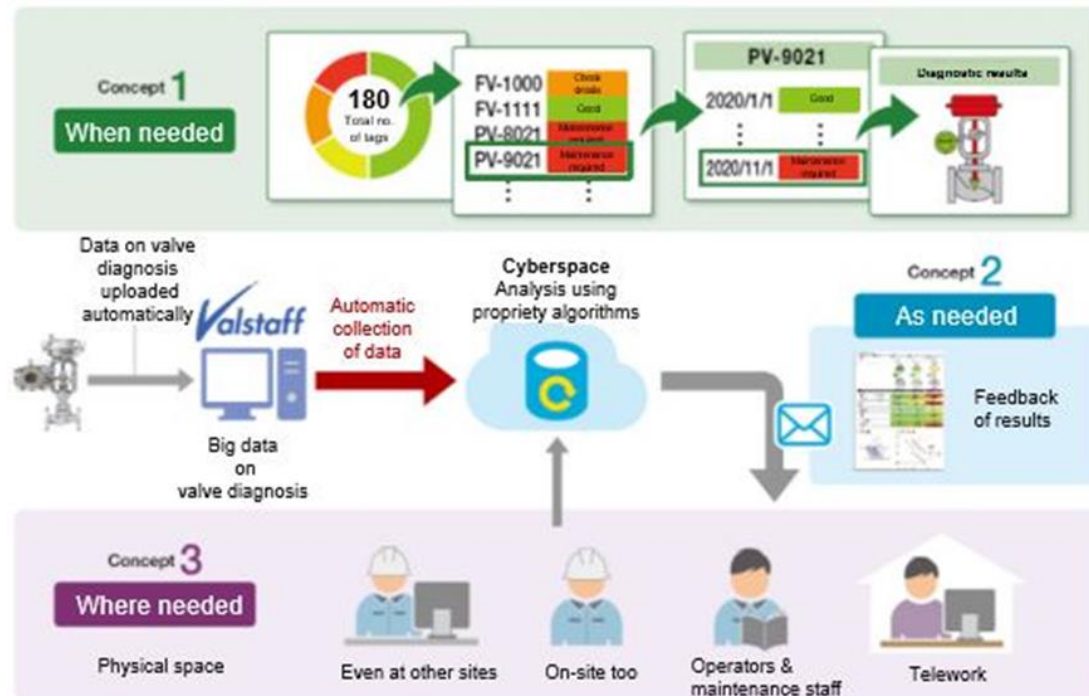 Concept 1
When needed
180
Total no.
of tags
FV-1000
Check
details
FV-1111
Good
PV-8021
Maintenance
required
PV-9021
Maintenance
required
PV-9021
2020/1/1
Good
2020/11/1
Maintenance
required
Diagnostic results
Data on valve
diagnosis
uploaded
automatically
Valstaff
Big data
on
valve diagnosis
Automatic
collection
of data
Cyberspace
Analysis using
propriety algorithms
Concept 2
As needed
Feedback
of results
Concept 3
Where needed
Physical space
Even at other sites
On-site too
Operators &
maintenance staff
Telework